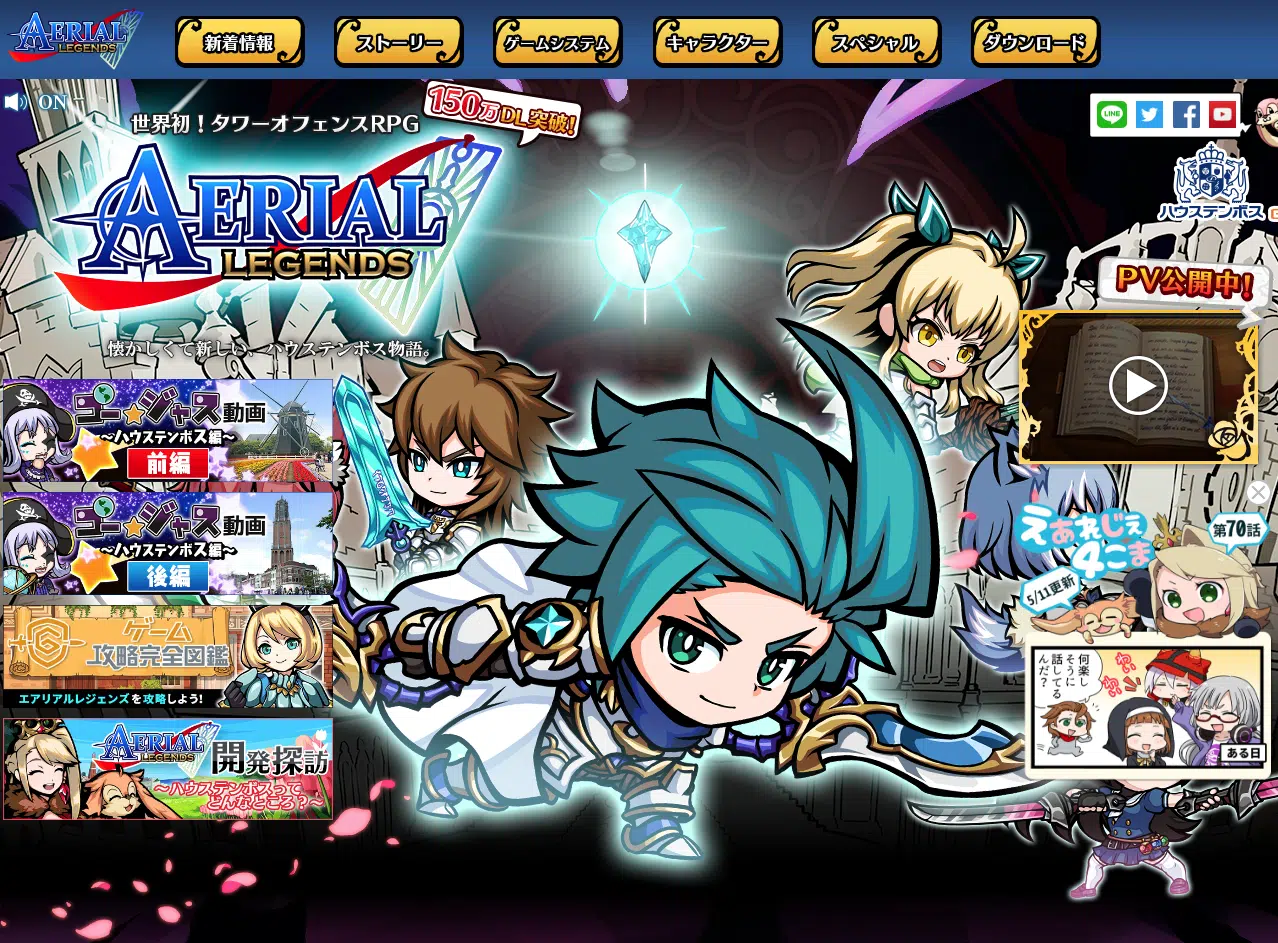 AERIAL
LEGENDS
新着情報
ストーリー
ゲームシステム
キャラクター
スペシャル
ダウンロード
ON
世界初!タワーオフェンスRPG
150万DL突破!
LINE
AERIAL
LEGENDS
ハウステンボス
PV公開中!
懐かしくて新しい、ハウステンボス物語。
ゴー☆ジャス動画
～ハウステンボス編～
前編
ゴー☆ジャス動画
～ハウステンボス編～
後編
ゲーム
攻略完全図鑑
エアリアルレジェンズを攻略しよう!
AERIAL
LEGENDS
開発探訪
～ハウステンボスって
どんなところ?～
えあれじぇ
4こま
第70話
5/11更新
何楽し
そうに
話してる
んだ?
ある日